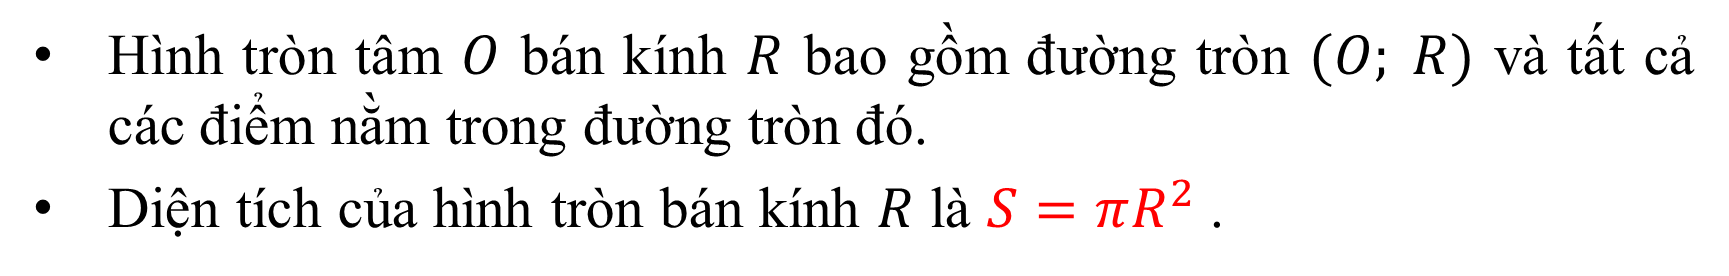 • Hình tròn tâm O bán kính R bao gồm đường tròn (O; R) và tất cả
các điểm nằm trong đường tròn đó.
• Diện tích của hình tròn bán kính R là S = πR² .